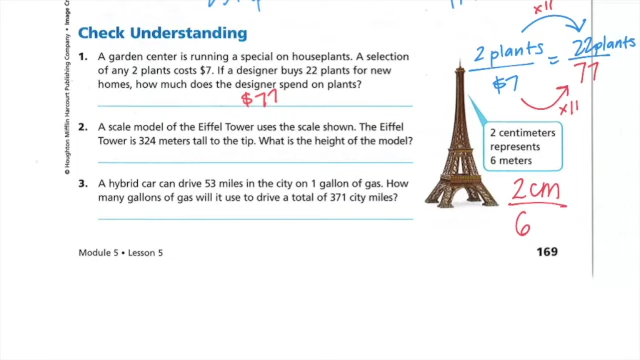 x11
Check Understanding
1. A garden center is running a special on houseplants. A selection
of any 2 plants costs $7. If a designer buys 22 plants for new
homes, how much does the designer spend on plants?
$77
2 plants = 22 plants
$7 77
x11
2. A scale model of the Eiffel Tower uses the scale shown. The Eiffel
Tower is 324 meters tall to the tip. What is the height of the model?
2 centimeters
represents
6 meters
3. A hybrid car can drive 53 miles in the city on 1 gallon of gas. How
many gallons of gas will it use to drive a total of 371 city miles?
2 cm
6
Module 5 • Lesson 5
169
© Houghton Mifflin Harcourt Publishing Company • Image